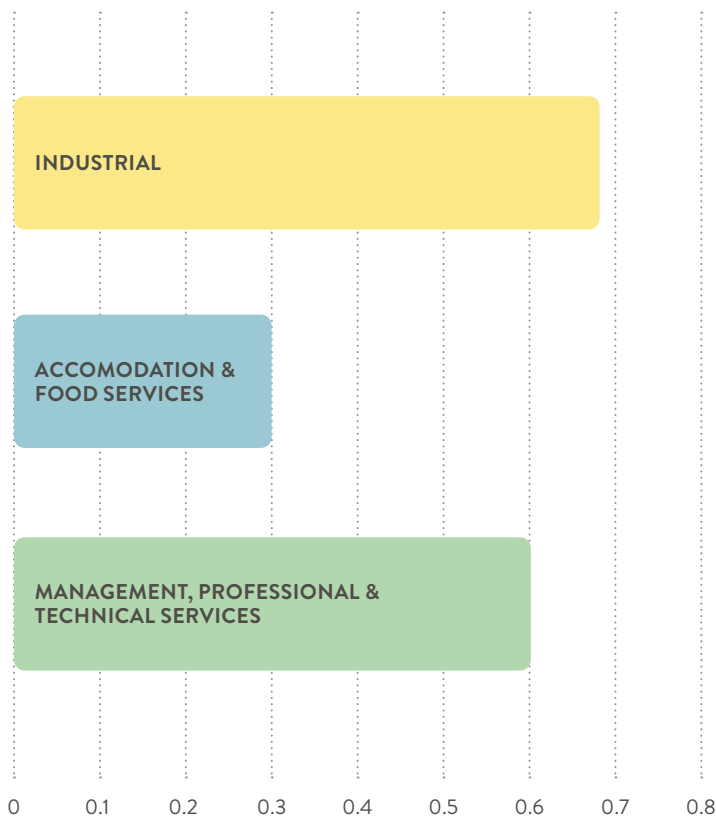 INDUSTRIAL
ACCOMODATION &
FOOD SERVICES
MANAGEMENT, PROFESSIONAL &
TECHNICAL SERVICES
0 0.1 0.2 0.3 0.4 0.5 0.6 0.7 0.8